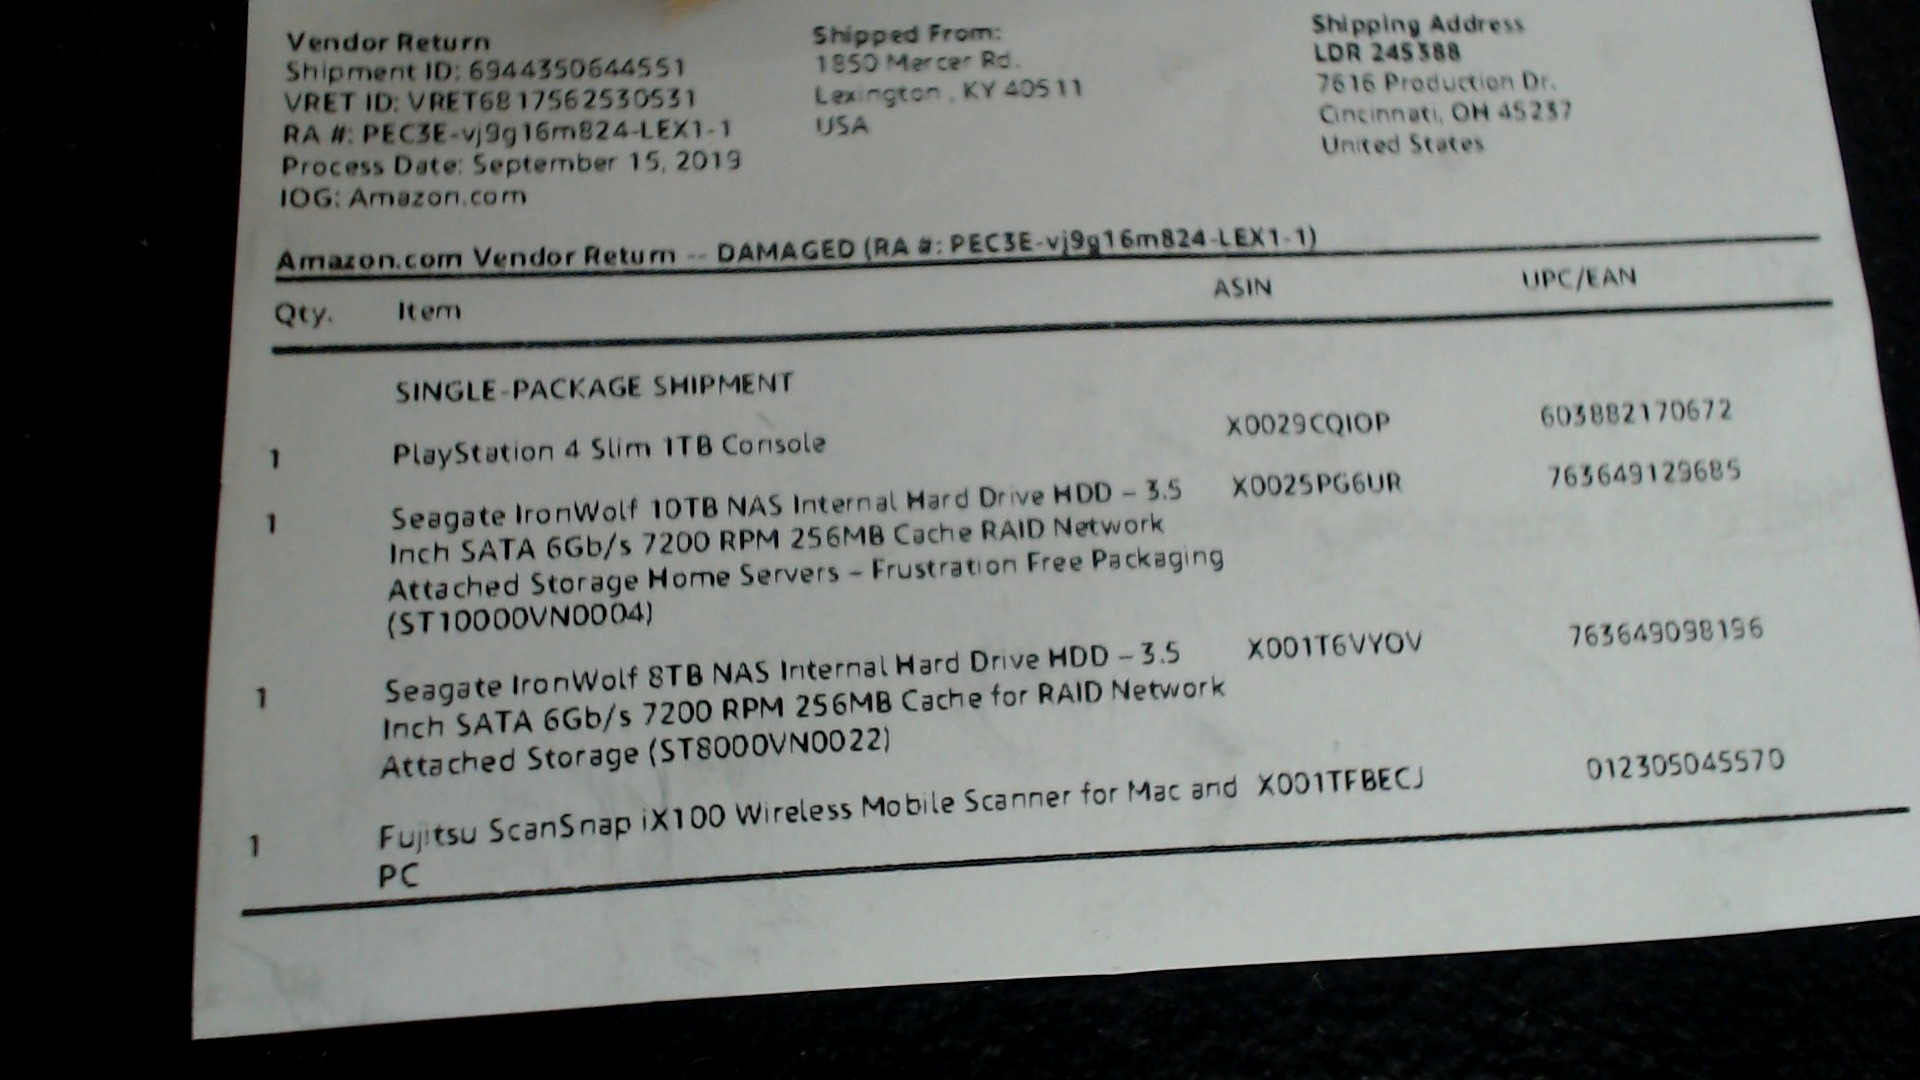 Vendor Return
Shipment ID: 6944350644551
VRET ID: VRET6817562530531
RA #: PEC3E-vj9g16m824-LEX1-1
Process Date: September 15, 2019
IOG: Amazon.com
Shipped From:
1850 Mercer Rd.
Lexington, KY 40511
USA
Shipping Address
LDR 245388
7616 Production Dr.
Cincinnati, OH 45237
United States
Amazon.com Vendor Return -- DAMAGED (RA #: PEC3E-vj9g16m824-LEX1-1)
Qty. Item ASIN UPC/EAN
SINGLE-PACKAGE SHIPMENT
1 PlayStation 4 Slim 1TB Console X0029CQIOP 603882170672
1 Seagate IronWolf 10TB NAS Internal Hard Drive HDD – 3.5 X0025PG6UR 763649129685
Inch SATA 6Gb/s 7200 RPM 256MB Cache RAID Network
Attached Storage Home Servers – Frustration Free Packaging
(ST10000VN0004)
1 Seagate IronWolf 8TB NAS Internal Hard Drive HDD – 3.5 X001T6VYOV 763649098196
Inch SATA 6Gb/s 7200 RPM 256MB Cache for RAID Network
Attached Storage (ST8000VN0022)
1 Fujitsu ScanSnap iX100 Wireless Mobile Scanner for Mac and X001TFBECJ 012305045570
PC